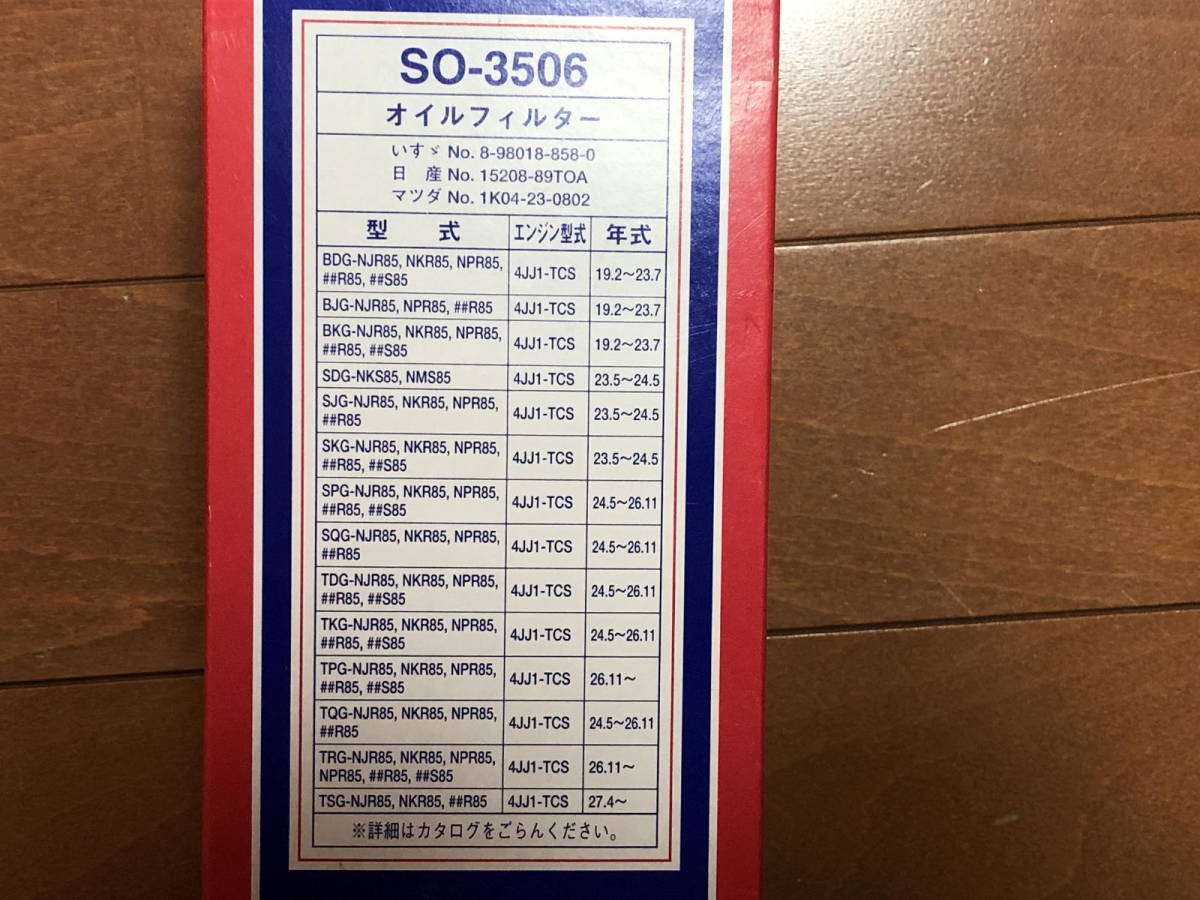 SO-3506
オイルフィルター
いすゞ No. 8-98018-858-0
日 産 No. 15208-89TOA
マツダ No. 1K04-23-0802
型 式 エンジン型式 年式
BDG-NJR85, NKR85, NPR85, 4JJ1-TCS 19.2～23.7
##R85, ##S85
BJG-NJR85, NPR85, ##R85 4JJ1-TCS 19.2～23.7
BKG-NJR85, NKR85, NPR85, 4JJ1-TCS 19.2～23.7
##R85, ##S85
SDG-NKS85, NMS85 4JJ1-TCS 23.5～24.5
SJG-NJR85, NKR85, NPR85, 4JJ1-TCS 23.5～24.5
##R85
SKG-NJR85, NKR85, NPR85, 4JJ1-TCS 23.5～24.5
##R85, ##S85
SPG-NJR85, NKR85, NPR85, 4JJ1-TCS 24.5～26.11
##R85, ##S85
SQG-NJR85, NKR85, NPR85, 4JJ1-TCS 24.5～26.11
##R85
TDG-NJR85, NKR85, NPR85, 4JJ1-TCS 24.5～26.11
##R85, ##S85
TKG-NJR85, NKR85, NPR85, 4JJ1-TCS 24.5～26.11
##R85, ##S85
TPG-NJR85, NKR85, NPR85, 4JJ1-TCS 26.11～
##R85, ##S85
TQG-NJR85, NKR85, NPR85, 4JJ1-TCS 24.5～26.11
##R85
TRG-NJR85, NKR85, NPR85, 4JJ1-TCS 26.11～
NPR85, ##R85, ##S85
TSG-NJR85, NKR85, ##R85 4JJ1-TCS 27.4～
※詳細はカタログをごらんください。